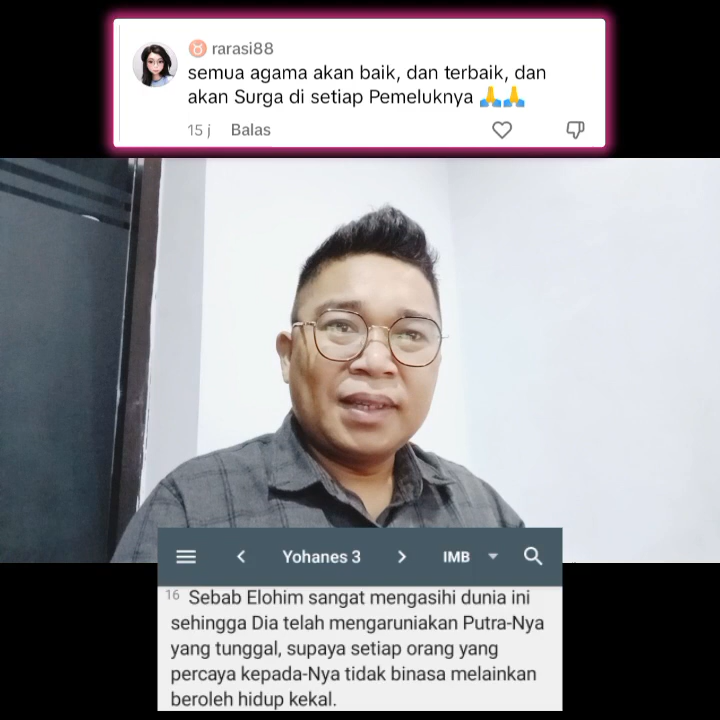 rarasi88
semua agama akan baik, dan terbaik, dan
akan Surga di setiap Pemeluknya 🙏🙏
15 j Balas
Yohanes 3 IMB
16 Sebab Elohim sangat mengasihi dunia ini
sehingga Dia telah mengaruniakan Putra-Nya
yang tunggal, supaya setiap orang yang
percaya kepada-Nya tidak binasa melainkan
beroleh hidup kekal.